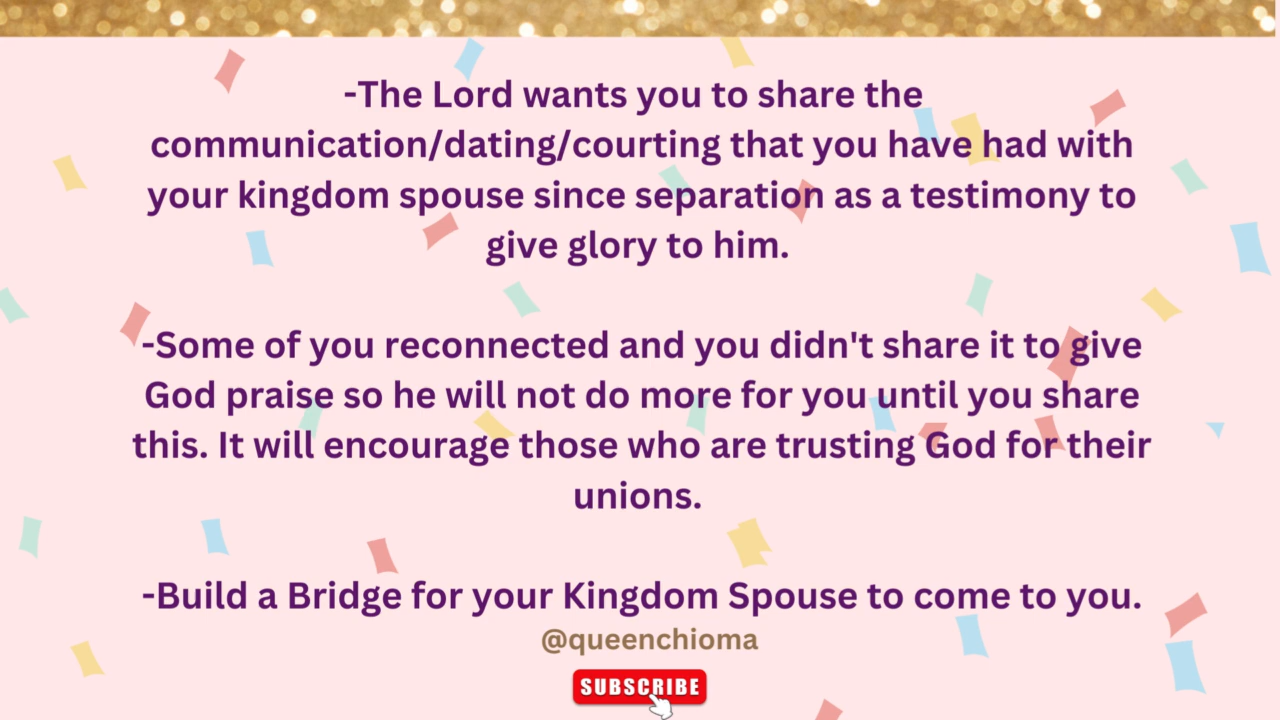 -The Lord wants you to share the
communication/dating/courting that you have had with
your kingdom spouse since separation as a testimony to
give glory to him.
-Some of you reconnected and you didn't share it to give
God praise so he will not do more for you until you share
this. It will encourage those who are trusting God for their
unions.
-Build a Bridge for your Kingdom Spouse to come to you.
@queenchioma
SUBSCRIBE